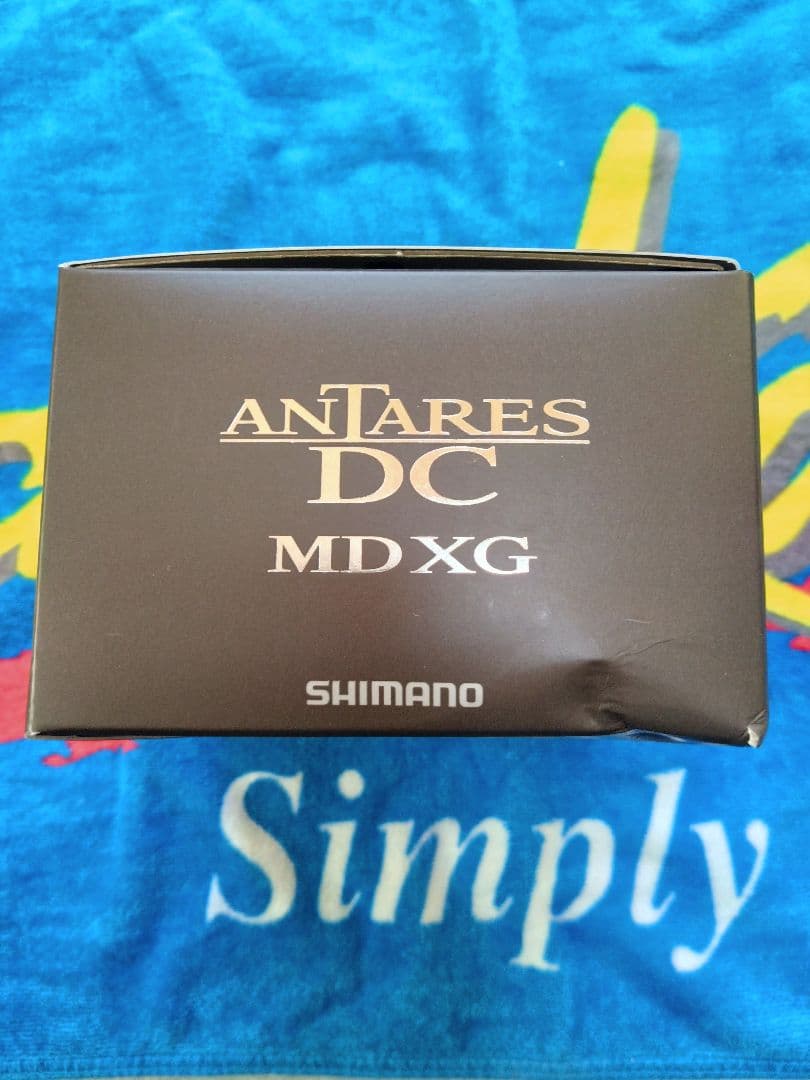 ANTARES
DC
MD XG
SHIMANO
Simply